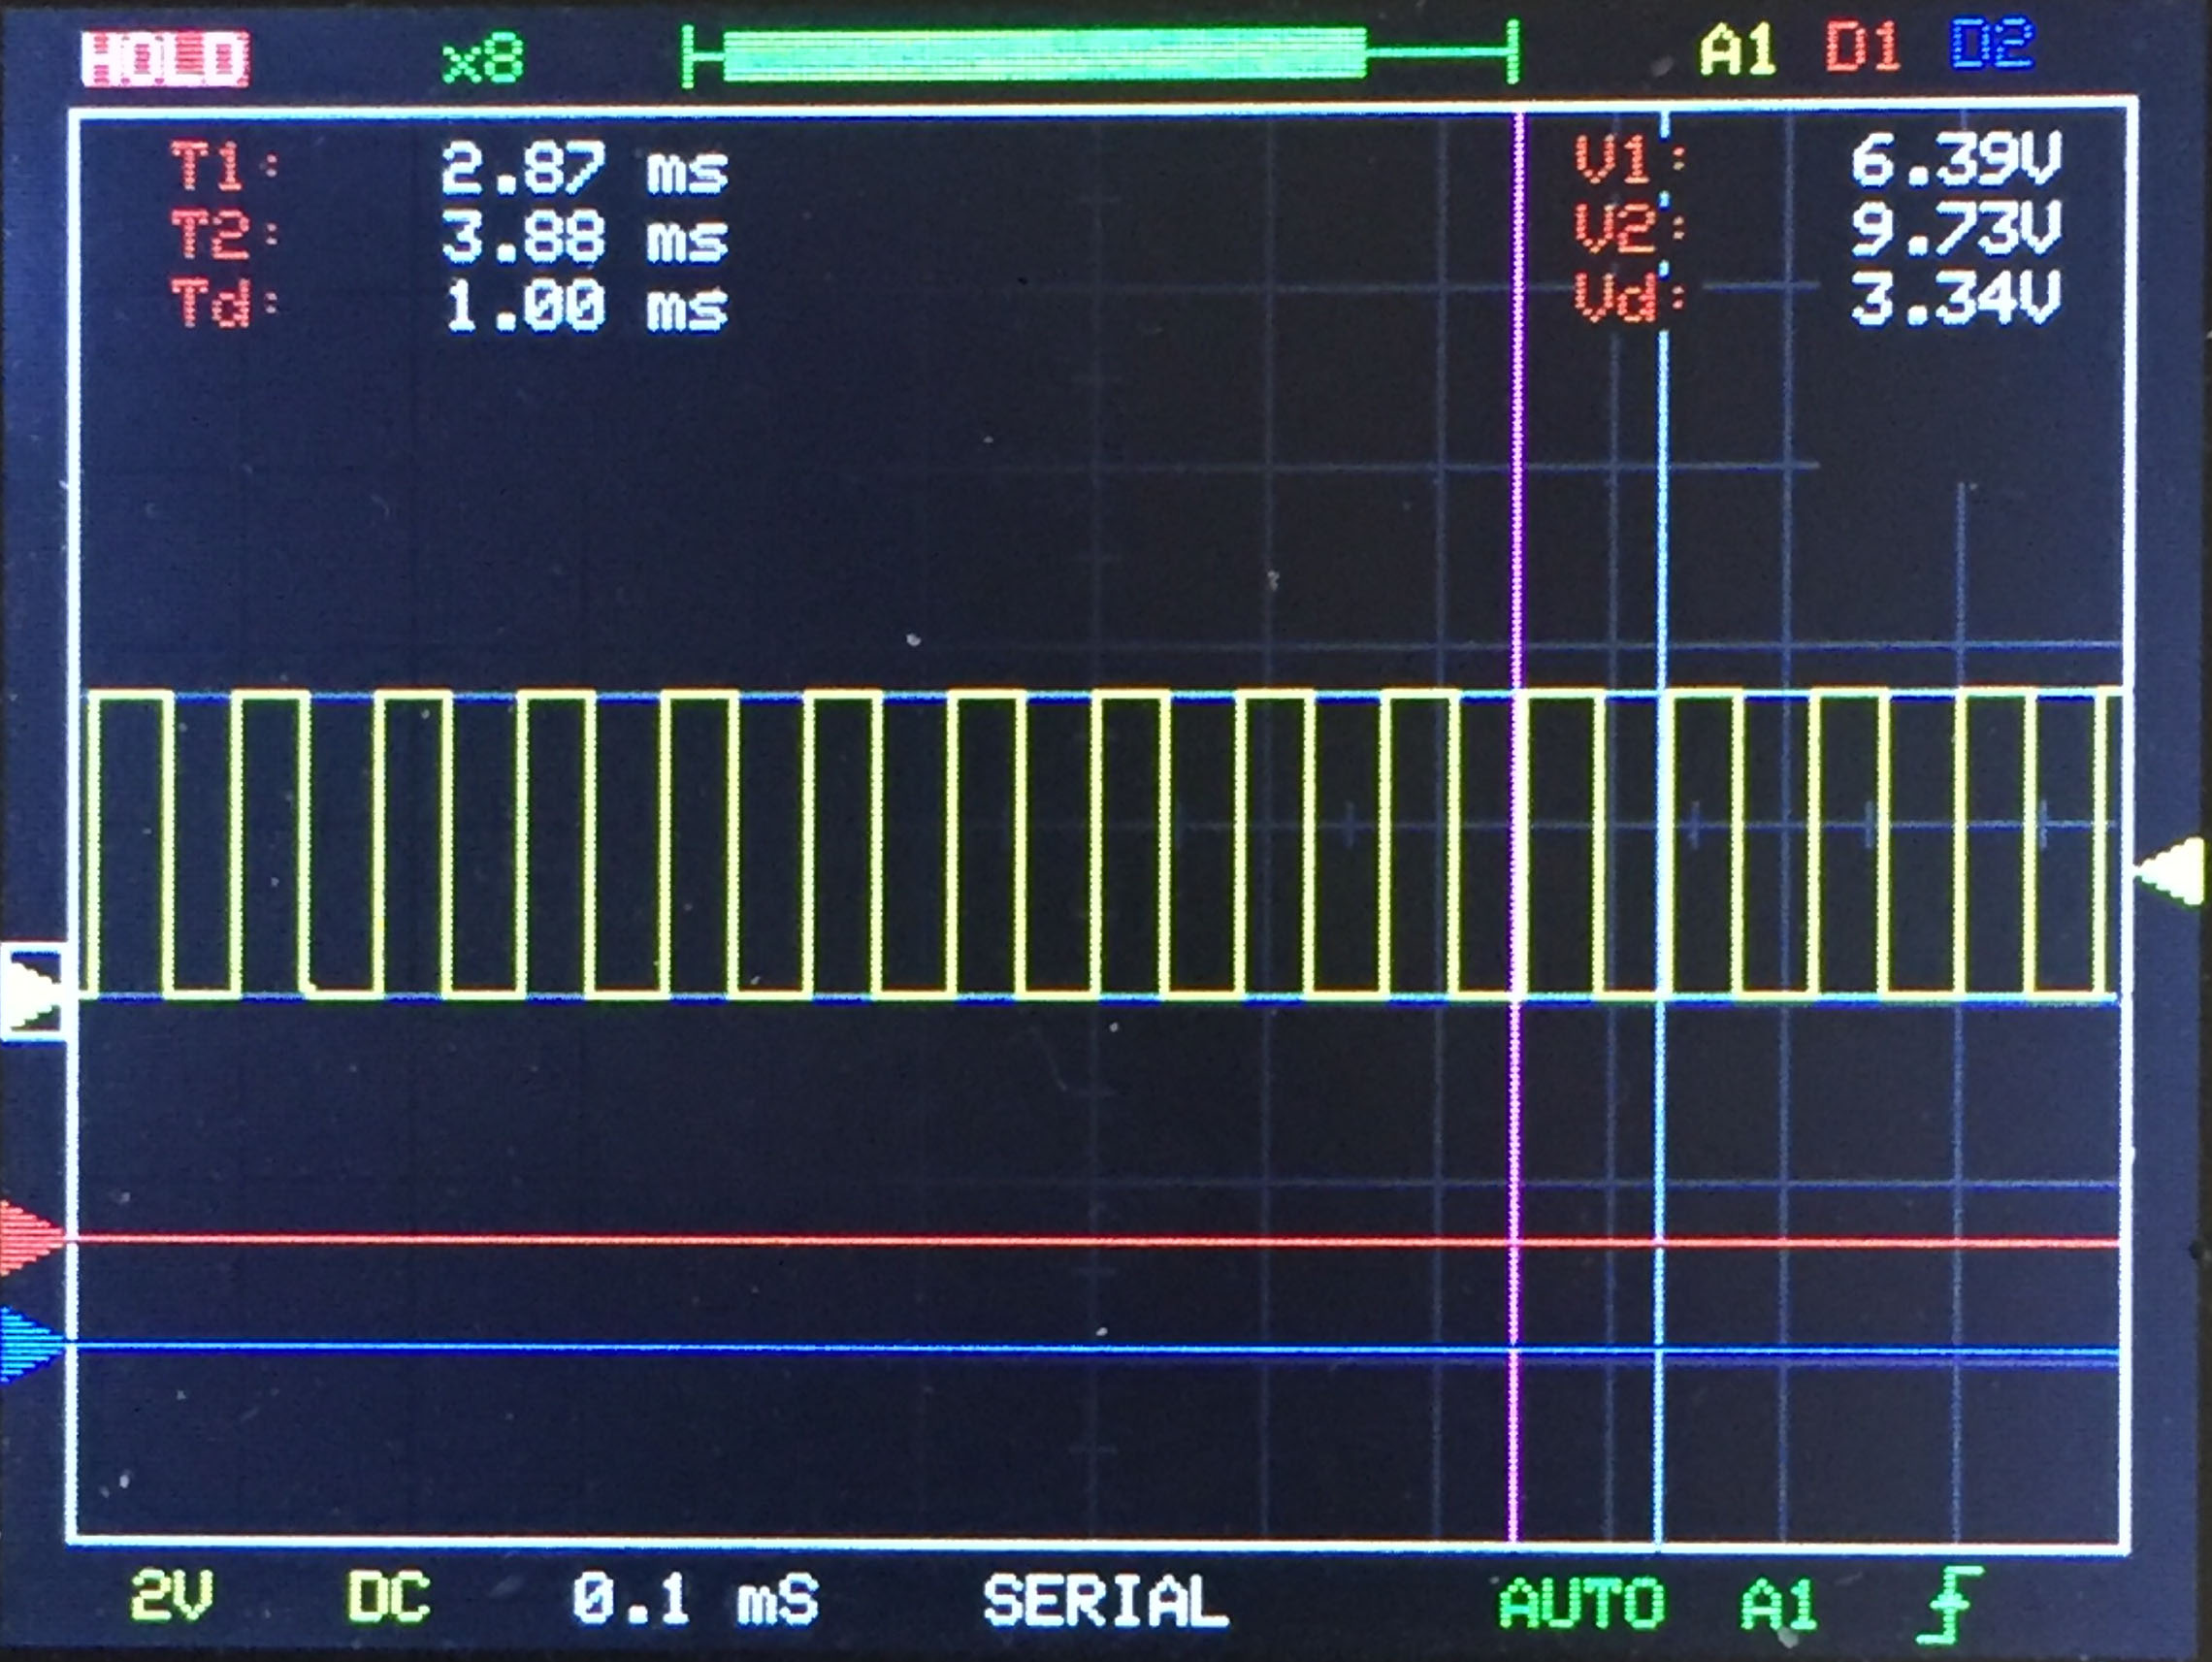 HOLD x8 A1 D1 D2
T1: 2.87 ms V1: 6.39V
T2: 3.88 ms V2: 9.73V
Td: 1.00 ms Vd: 3.34V
2V DC 0.1 mS SERIAL AUTO A1